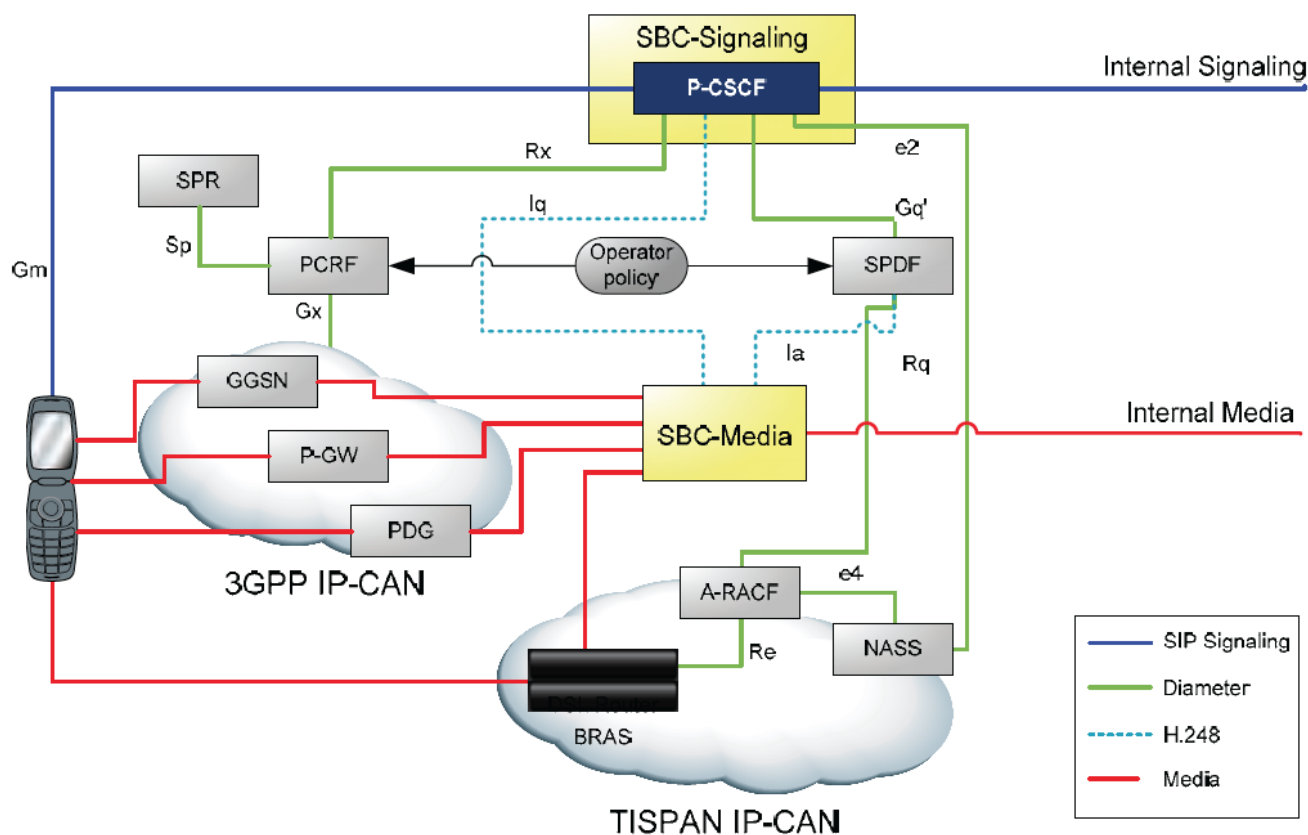 SBC-Signaling
P-CSCF
Internal Signaling
Rx
e2
SPR
Iq
Gq'
Sp
Gm
PCRF
Operator
policy
SPDF
Gx
Ia
Rq
GGSN
SBC-Media
Internal Media
P-GW
PDG
3GPP IP-CAN
A-RACF
e4
NASS
Re
DSL Router
BRAS
TISPAN IP-CAN
SIP Signaling
Diameter
H.248
Media